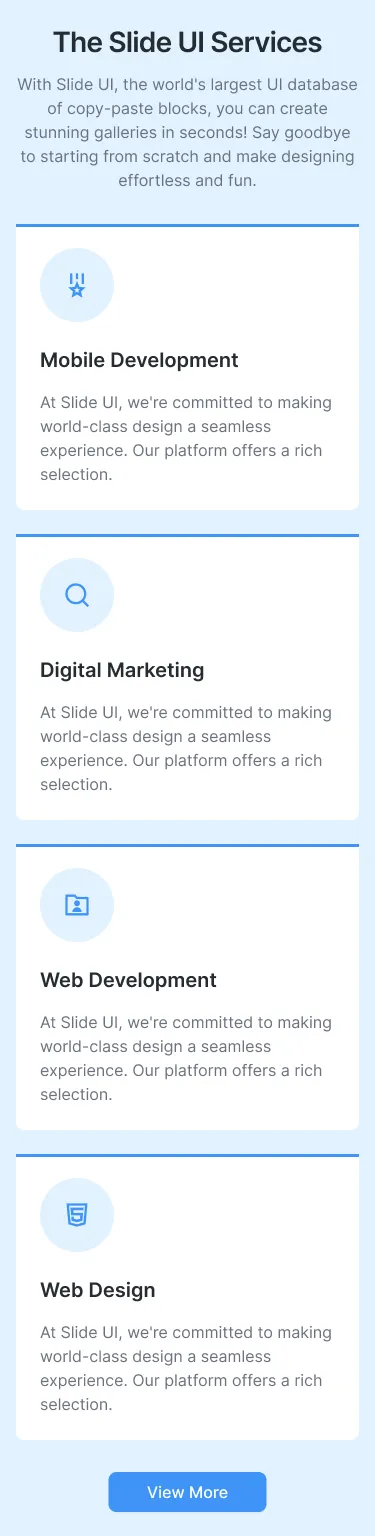 The Slide UI Services
With Slide UI, the world's largest UI database
of copy-paste blocks, you can create
stunning galleries in seconds! Say goodbye
to starting from scratch and make designing
effortless and fun.
Mobile Development
At Slide UI, we're committed to making
world-class design a seamless
experience. Our platform offers a rich
selection.
Digital Marketing
At Slide UI, we're committed to making
world-class design a seamless
experience. Our platform offers a rich
selection.
Web Development
At Slide UI, we're committed to making
world-class design a seamless
experience. Our platform offers a rich
selection.
Web Design
At Slide UI, we're committed to making
world-class design a seamless
experience. Our platform offers a rich
selection.
View More